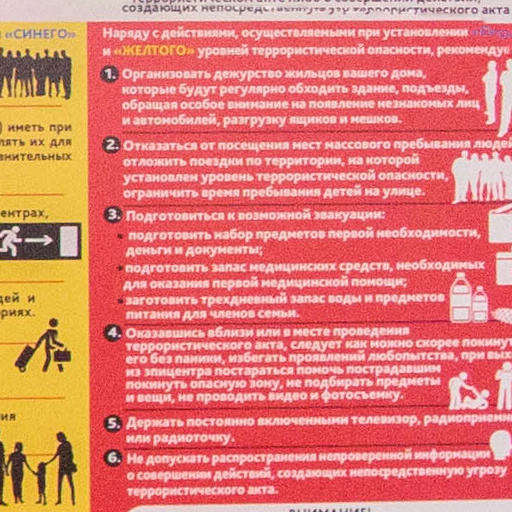 создающих непосредственную угрозу террористического акта
«СИНЕГО»
) иметь при
лять их для
анительных
ентрах,
дей и
риях.
ия
Наряду с действиями, осуществляемыми при установлении
и «ЖЕЛТОГО» уровней террористической опасности, рекомендуе
1. Организовать дежурство жильцов вашего дома,
которые будут регулярно обходить здание, подъезды,
обращая особое внимание на появление незнакомых лиц
и автомобилей, разгрузку ящиков и мешков.
2. Отказаться от посещения мест массового пребывания людей
отложить поездки по территории, на которой
установлен уровень террористической опасности,
ограничить время пребывания детей на улице.
3. Подготовиться к возможной эвакуации:
• подготовить набор предметов первой необходимости,
деньги и документы;
• подготовить запас медицинских средств, необходимых
для оказания первой медицинской помощи;
• заготовить трехдневный запас воды и предметов
питания для членов семьи.
4. Оказавшись вблизи или в месте проведения
террористического акта, следует как можно скорее покинут
его без паники, избегать проявлений любопытства, при вых
из эпицентра постараться помочь пострадавшим
покинуть опасную зону, не подбирать предметы
и вещи, не проводить видео и фотосъемку.
5. Держать постоянно включенными телевизор, радиоприемн
или радиоточку.
6. Не допускать распространения непроверенной информации
о совершении действий, создающих непосредственную угрозу
террористического акта.
ВНИМАНИЕ!